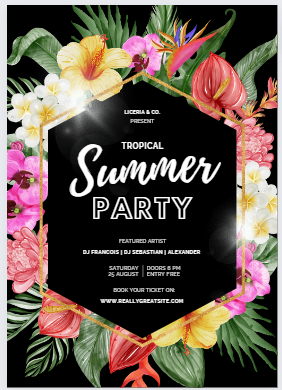 LICERIA & CO.
PRESENT
TROPICAL
Summer
PARTY
FEATURED ARTIST
DJ FRANCOIS | DJ SEBASTIAN | ALEXANDER
SATURDAY
25 AUGUST
DOORS 6 PM
ENTRY FREE
BOOK YOUR TICKET ON:
WWW.REALLYGREATSITE.COM